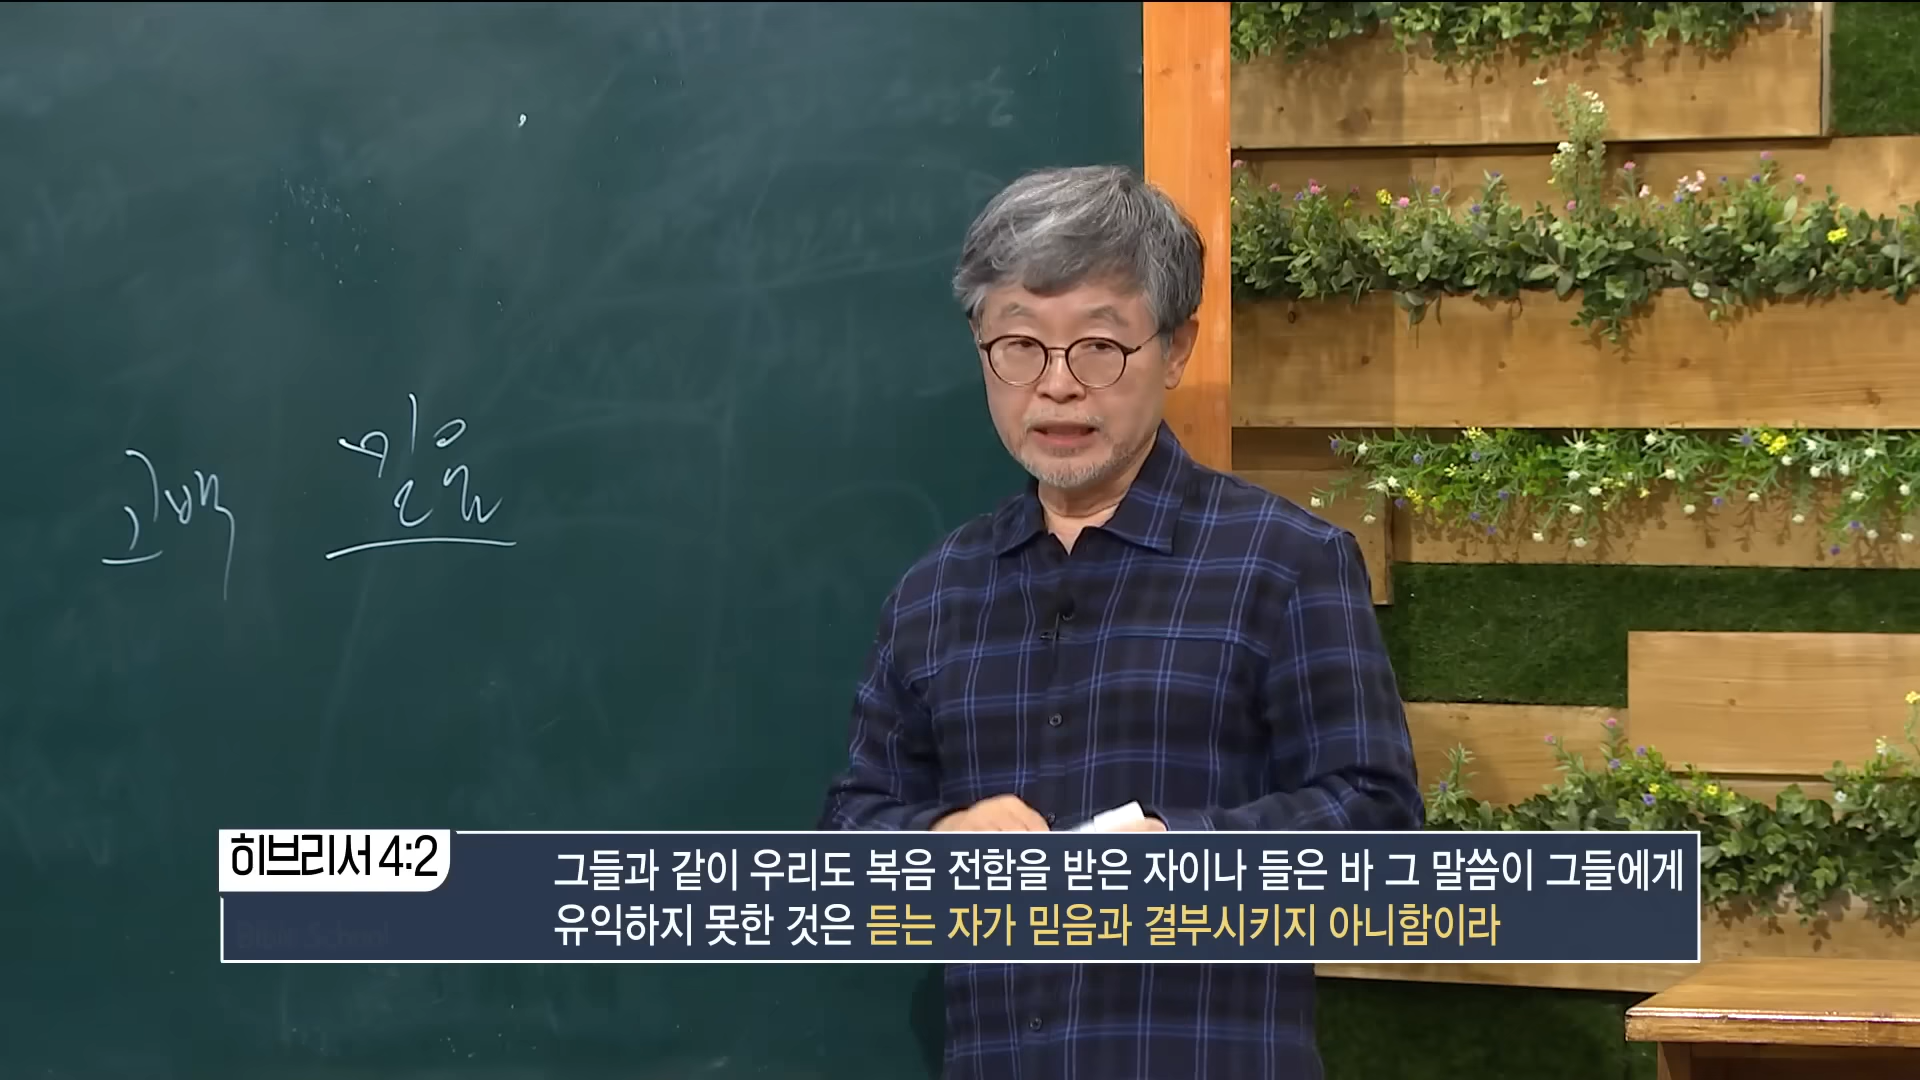 고백 믿음
히브리서 4:2
그들과 같이 우리도 복음 전함을 받은 자이나 들은 바 그 말씀이 그들에게
유익하지 못한 것은 듣는 자가 믿음과 결부시키지 아니함이라
Bible School